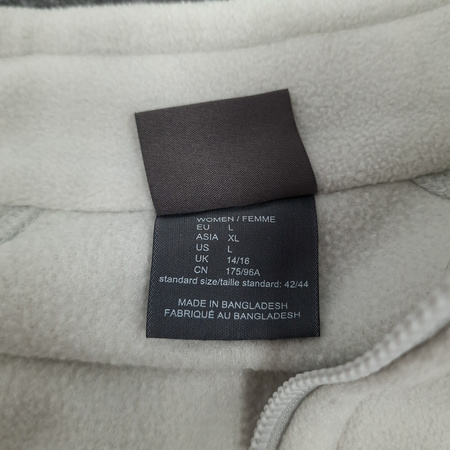 WOMEN / FEMME
EU L
ASIA XL
US L
UK 14/16
CN 175/96A
standard size/taille standard: 42/44
MADE IN BANGLADESH
FABRIQUÉ AU BANGLADESH